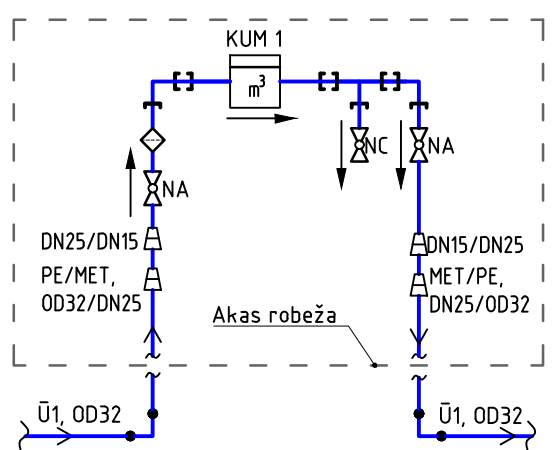 KUM 1
m³
NC
NA
NA
DN25/DN15
DN15/DN25
PE/MET,
OD32/DN25
MET/PE,
DN25/OD32
Akas robeža
Ū1, OD32
Ū1, OD32